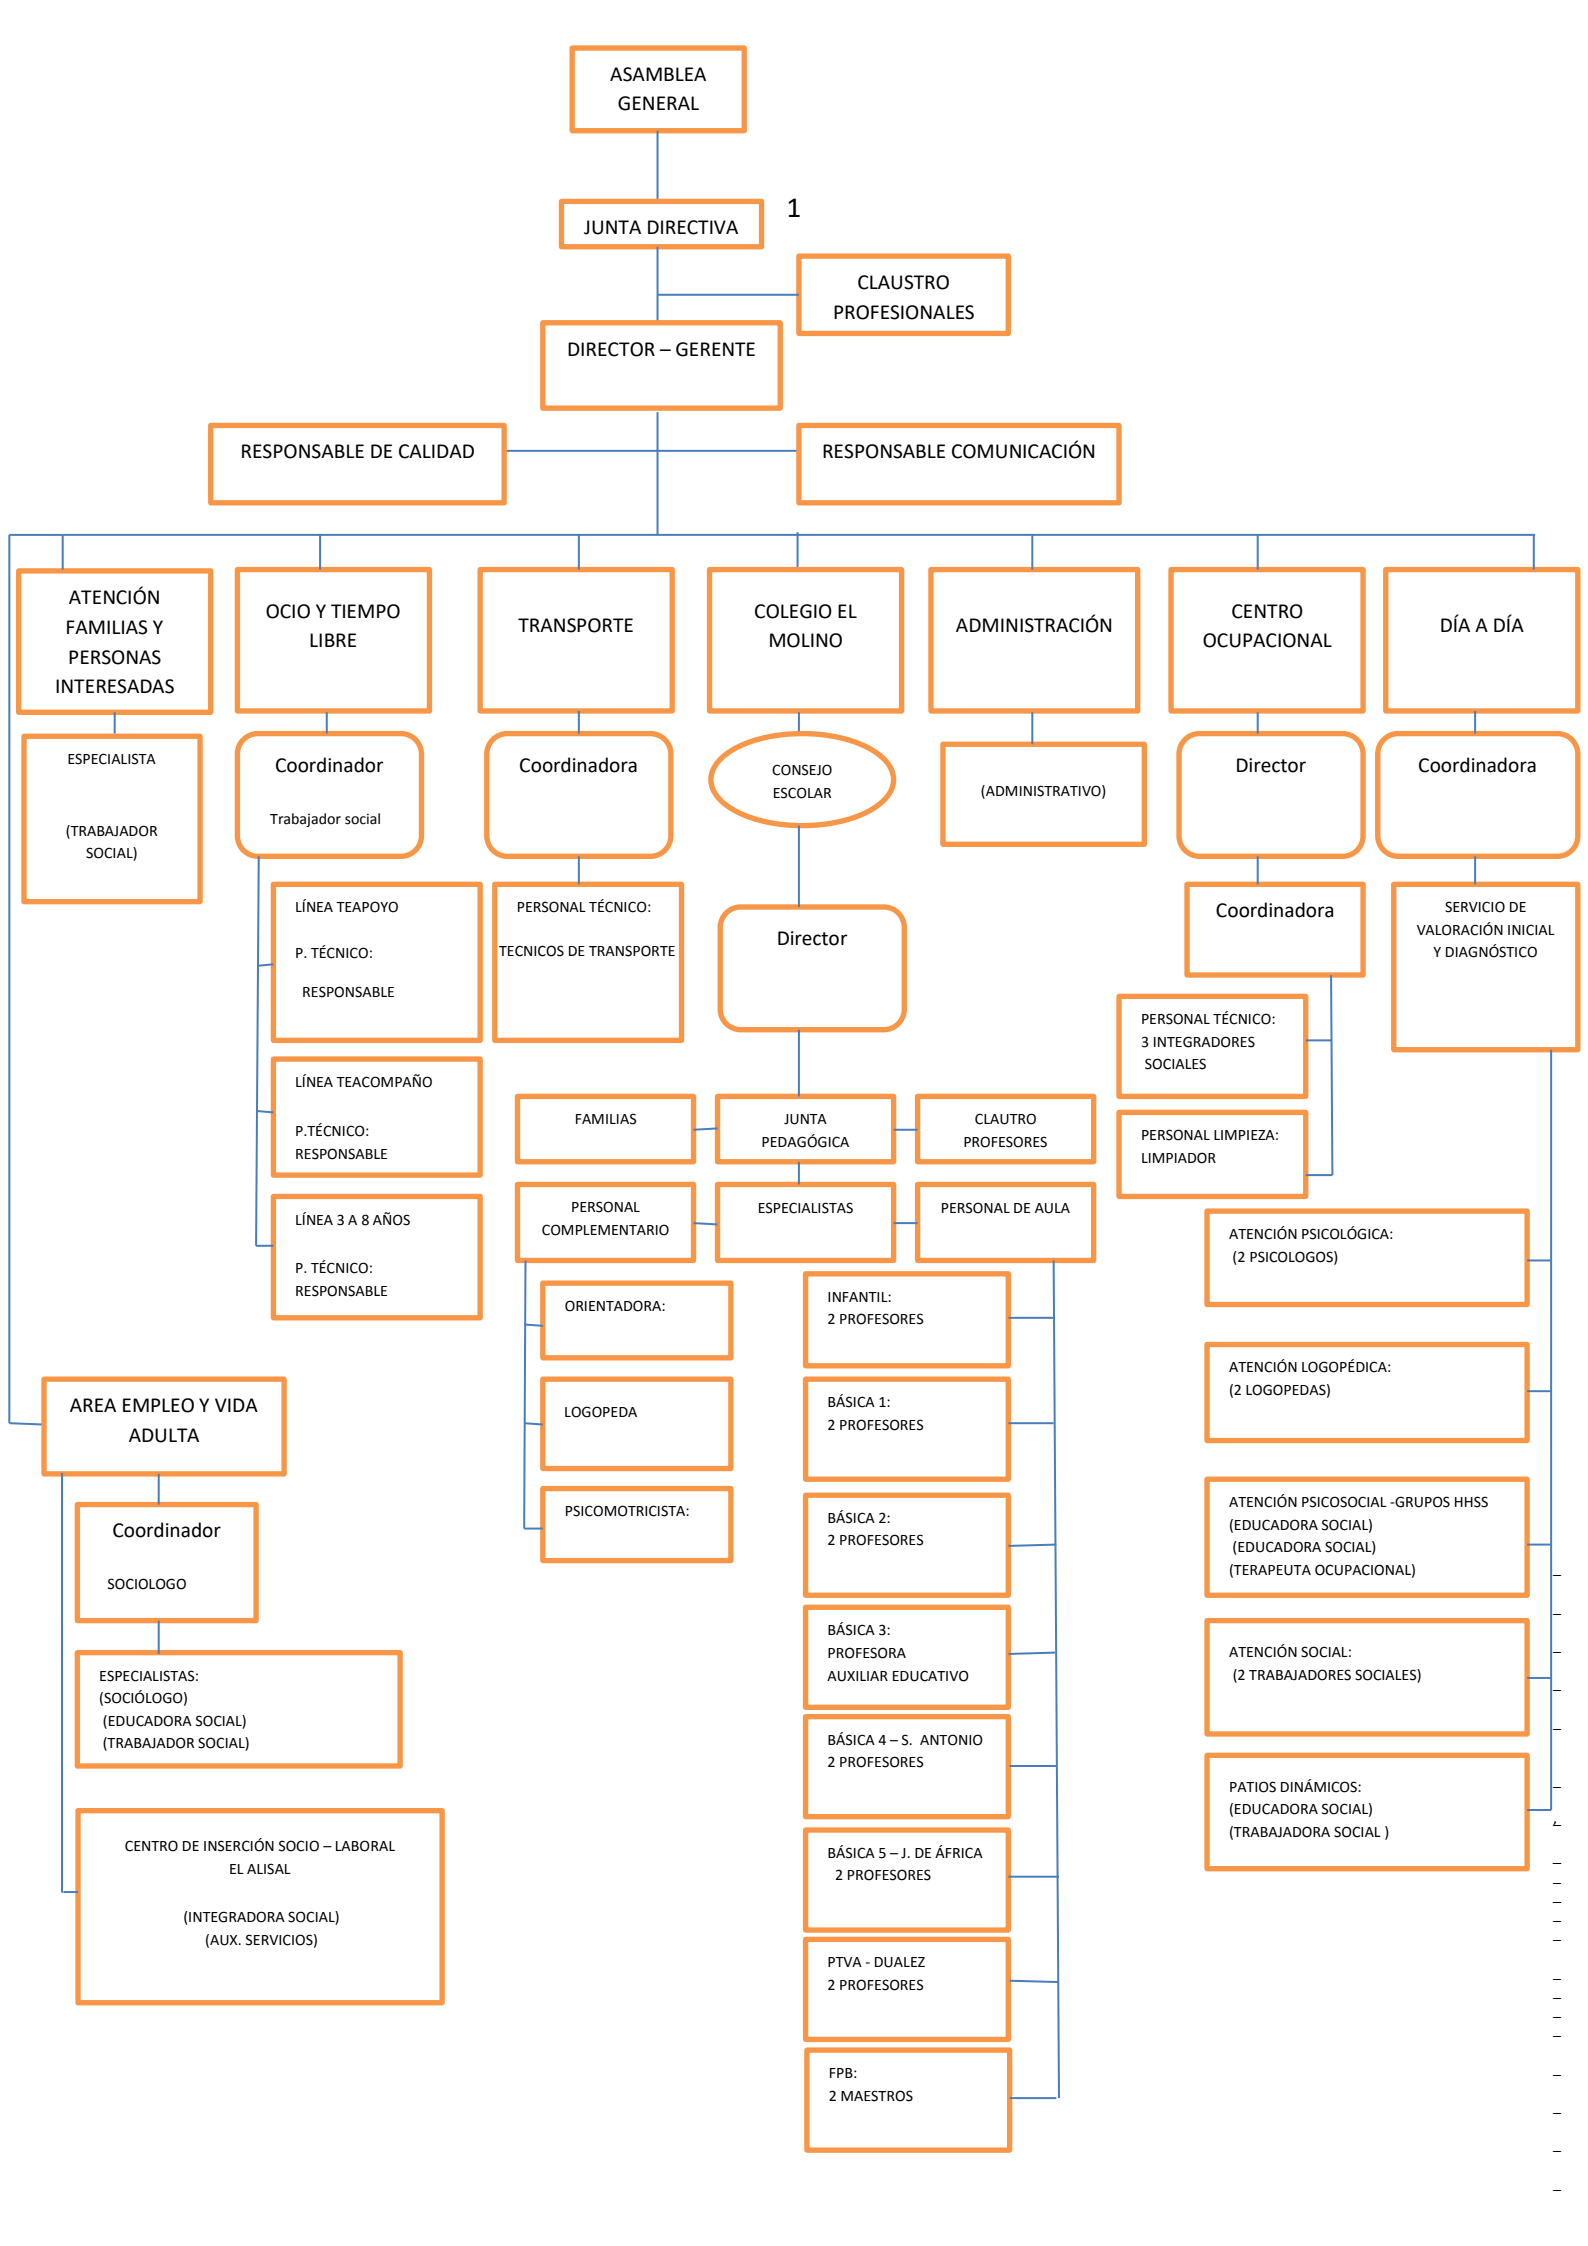 ASAMBLEA
GENERAL
1
JUNTA DIRECTIVA
CLAUSTRO
PROFESIONALES
DIRECTOR – GERENTE
RESPONSABLE DE CALIDAD
RESPONSABLE COMUNICACIÓN
ATENCIÓN
FAMILIAS Y
PERSONAS
INTERESADAS
OCIO Y TIEMPO
LIBRE
TRANSPORTE
COLEGIO EL
MOLINO
ADMINISTRACIÓN
CENTRO
OCUPACIONAL
DÍA A DÍA
ESPECIALISTA
(TRABAJADOR
SOCIAL)
Coordinador
Trabajador social
Coordinadora
CONSEJO
ESCOLAR
(ADMINISTRATIVO)
Director
Coordinadora
LÍNEA TEAPOYO
P. TÉCNICO:
RESPONSABLE
PERSONAL TÉCNICO:
TECNICOS DE TRANSPORTE
Director
Coordinadora
SERVICIO DE
VALORACIÓN INICIAL
Y DIAGNÓSTICO
PERSONAL TÉCNICO:
3 INTEGRADORES
SOCIALES
LÍNEA TEACOMPAÑO
P.TÉCNICO:
RESPONSABLE
FAMILIAS
JUNTA
PEDAGÓGICA
CLAUTRO
PROFESORES
PERSONAL LIMPIEZA:
LIMPIADOR
LÍNEA 3 A 8 AÑOS
P. TÉCNICO:
RESPONSABLE
PERSONAL
COMPLEMENTARIO
ESPECIALISTAS
PERSONAL DE AULA
ATENCIÓN PSICOLÓGICA:
(2 PSICOLOGOS)
ORIENTADORA:
INFANTIL:
2 PROFESORES
ATENCIÓN LOGOPÉDICA:
(2 LOGOPEDAS)
AREA EMPLEO Y VIDA
ADULTA
LOGOPEDA
BÁSICA 1:
2 PROFESORES
ATENCIÓN PSICOSOCIAL -GRUPOS HHSS
(EDUCADORA SOCIAL)
(EDUCADORA SOCIAL)
(TERAPEUTA OCUPACIONAL)
Coordinador
SOCIOLOGO
PSICOMOTRICISTA:
BÁSICA 2:
2 PROFESORES
BÁSICA 3:
PROFESORA
AUXILIAR EDUCATIVO
ATENCIÓN SOCIAL:
(2 TRABAJADORES SOCIALES)
ESPECIALISTAS:
(SOCIÓLOGO)
(EDUCADORA SOCIAL)
(TRABAJADOR SOCIAL)
BÁSICA 4 – S. ANTONIO
2 PROFESORES
PATIOS DINÁMICOS:
(EDUCADORA SOCIAL)
(TRABAJADORA SOCIAL )
CENTRO DE INSERCIÓN SOCIO – LABORAL
EL ALISAL
(INTEGRADORA SOCIAL)
(AUX. SERVICIOS)
BÁSICA 5 – J. DE ÁFRICA
2 PROFESORES
PTVA - DUALEZ
2 PROFESORES
FPB:
2 MAESTROS